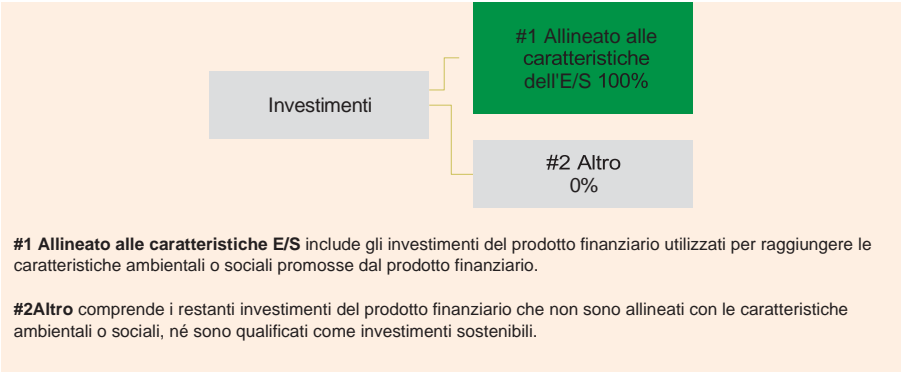 #1 Allineato alle
caratteristiche
dell'E/S 100%
Investimenti
#2 Altro
0%
#1 Allineato alle caratteristiche E/S include gli investimenti del prodotto finanziario utilizzati per raggiungere le
caratteristiche ambientali o sociali promosse dal prodotto finanziario.
#2Altro comprende i restanti investimenti del prodotto finanziario che non sono allineati con le caratteristiche
ambientali o sociali, né sono qualificati come investimenti sostenibili.